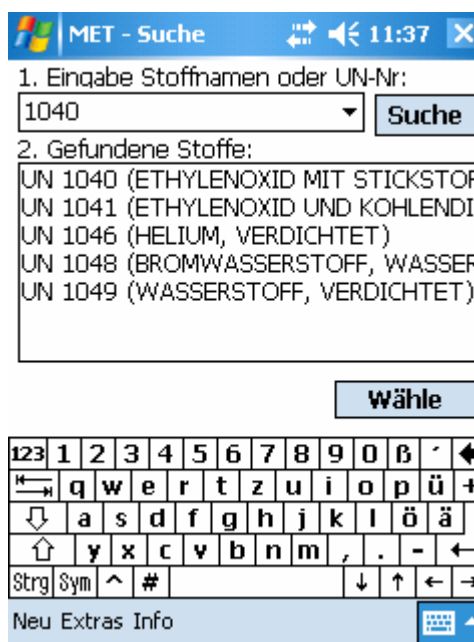 MET - Suche 11:37
1. Eingabe Stoffnamen oder UN-Nr:
1040 Suche
2. Gefundene Stoffe:
UN 1040 (ETHYLENOXID MIT STICKSTOF
UN 1041 (ETHYLENOXID UND KOHLENDI
UN 1046 (HELIUM, VERDICHTET)
UN 1048 (BROMWASSERSTOFF, WASSER
UN 1049 (WASSERSTOFF, VERDICHTET)
Wähle
123 1 2 3 4 5 6 7 8 9 0 ß ´
q w e r t z u i o p ü +
a s d f g h j k l ö ä
y x c v b n m , . -
Strg Sym ^ # ↓ ↑ ← →
Neu Extras Info